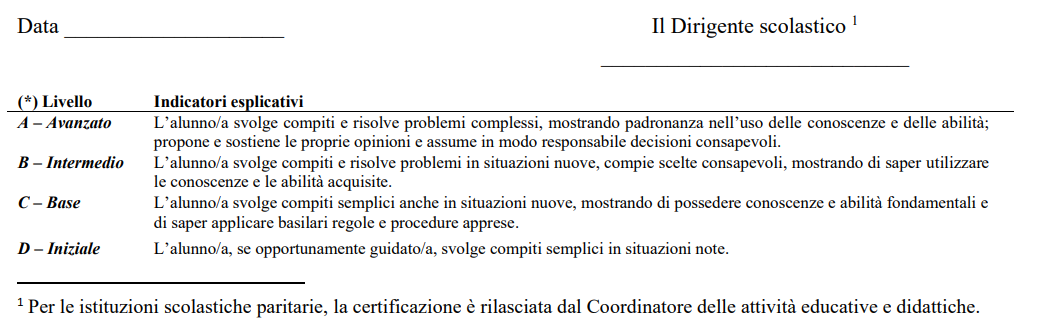 Data ______________________ Il Dirigente scolastico ¹
____________________________
(*) Livello Indicatori esplicativi
A – Avanzato L’alunno/a svolge compiti e risolve problemi complessi, mostrando padronanza nell’uso delle conoscenze e delle abilità;
propone e sostiene le proprie opinioni e assume in modo responsabile decisioni consapevoli.
B – Intermedio L’alunno/a svolge compiti e risolve problemi in situazioni nuove, compie scelte consapevoli, mostrando di saper utilizzare
le conoscenze e le abilità acquisite.
C – Base L’alunno/a svolge compiti semplici anche in situazioni nuove, mostrando di possedere conoscenze e abilità fondamentali e
di saper applicare basilari regole e procedure apprese.
D – Iniziale L’alunno/a, se opportunamente guidato/a, svolge compiti semplici in situazioni note.
¹ Per le istituzioni scolastiche paritarie, la certificazione è rilasciata dal Coordinatore delle attività educative e didattiche.